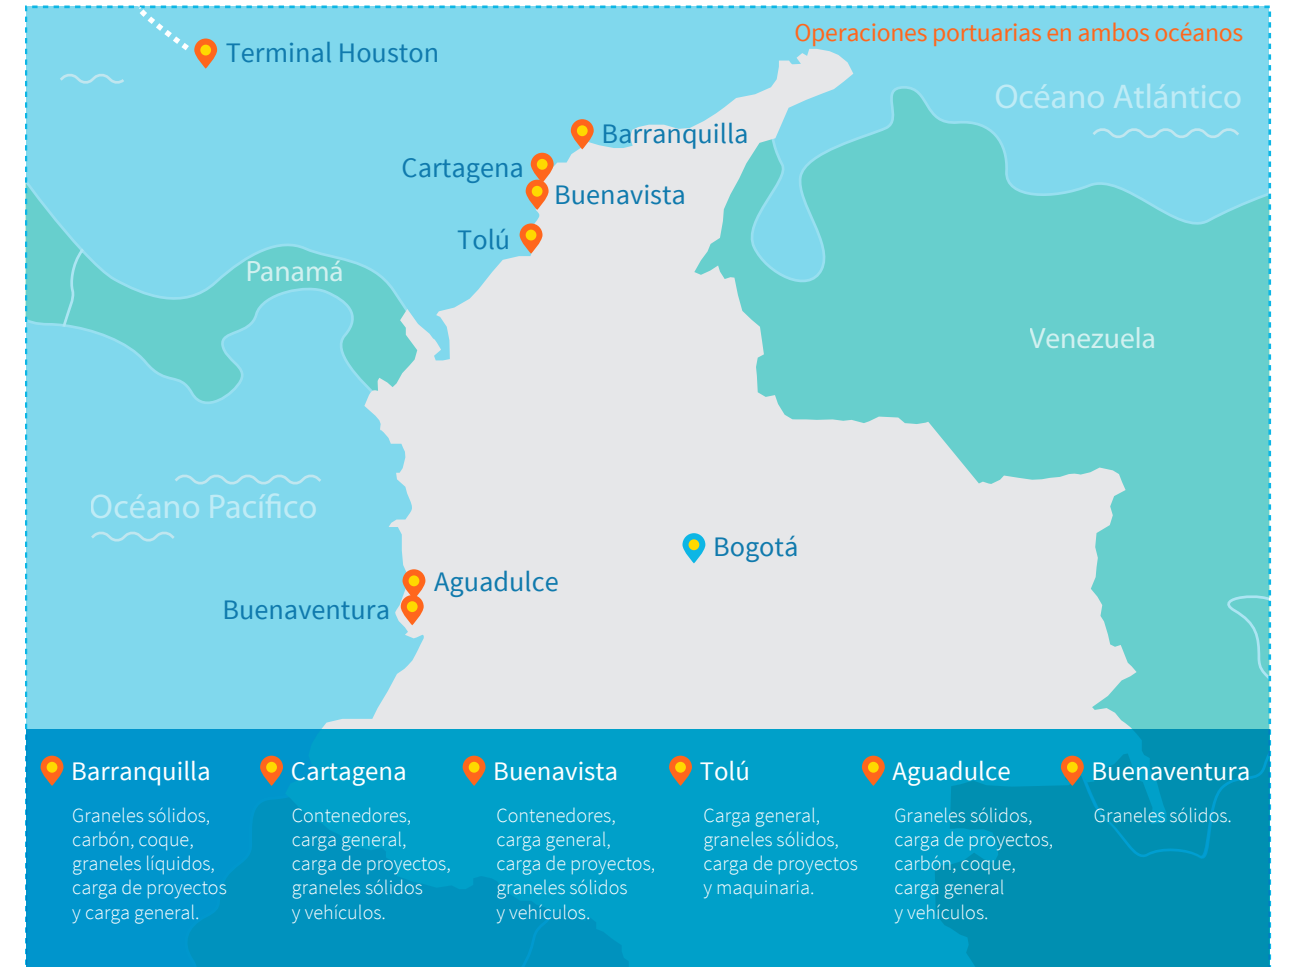 Operaciones portuarias en ambos océanos
Terminal Houston
Océano Atlántico
Barranquilla
Cartagena
Buenavista
Tolú
Panamá
Venezuela
Océano Pacífico
Bogotá
Aguadulce
Buenaventura
Barranquilla
Graneles sólidos,
carbón, coque,
graneles líquidos,
carga de proyectos
y carga general.
Cartagena
Contenedores,
carga general,
carga de proyectos,
graneles sólidos
y vehículos.
Buenavista
Contenedores,
carga general,
carga de proyectos,
graneles sólidos
y vehículos.
Tolú
Carga general,
graneles sólidos,
carga de proyectos
y maquinaria.
Aguadulce
Graneles sólidos,
carga de proyectos,
carbón, coque,
carga general
y vehículos.
Buenaventura
Graneles sólidos.